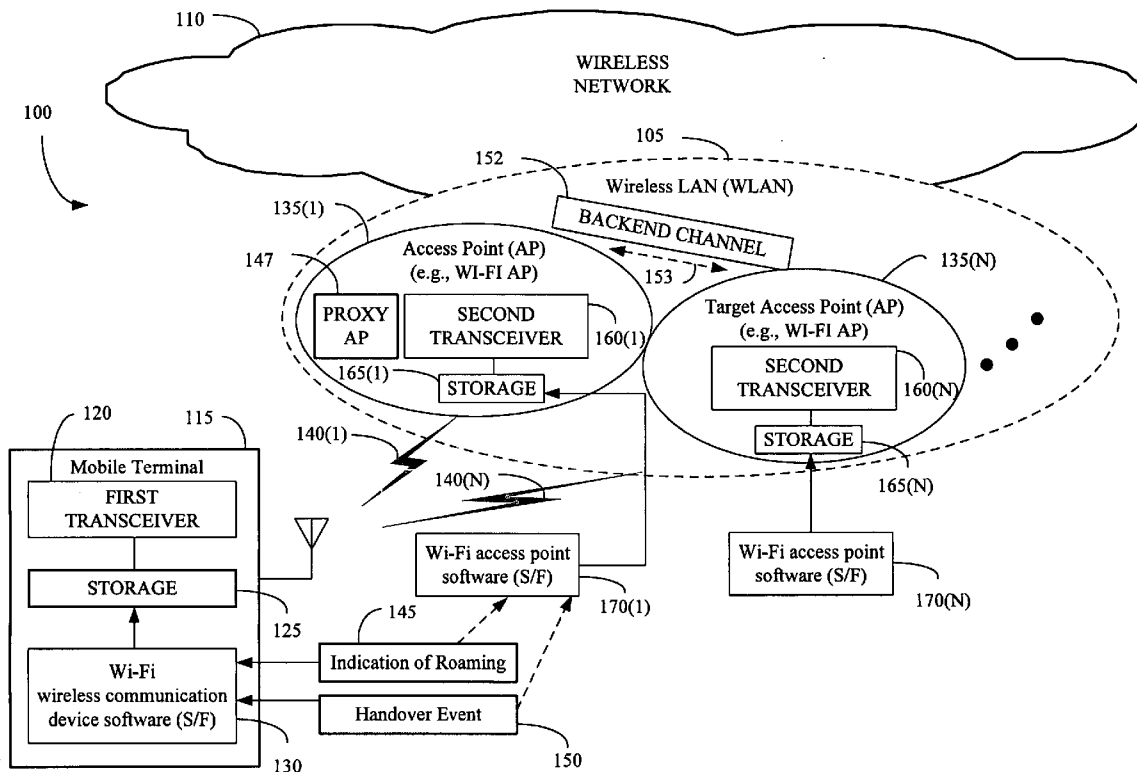 110
WIRELESS
NETWORK
100
105
152
Wireless LAN (WLAN)
135(1)
BACKEND CHANNEL
147
Access Point (AP)
(e.g., WI-FI AP)
153
135(N)
PROXY
AP
SECOND
TRANSCEIVER
160(1)
Target Access Point (AP)
(e.g., WI-FI AP)
165(1)
STORAGE
SECOND
TRANSCEIVER
160(N)
120
115
140(1)
STORAGE
Mobile Terminal
140(N)
165(N)
FIRST
TRANSCEIVER
Wi-Fi access point
software (S/F)
Wi-Fi access point
software (S/F)
STORAGE
145
170(1)
170(N)
125
Wi-Fi
wireless communication
device software (S/F)
Indication of Roaming
Handover Event
130
150